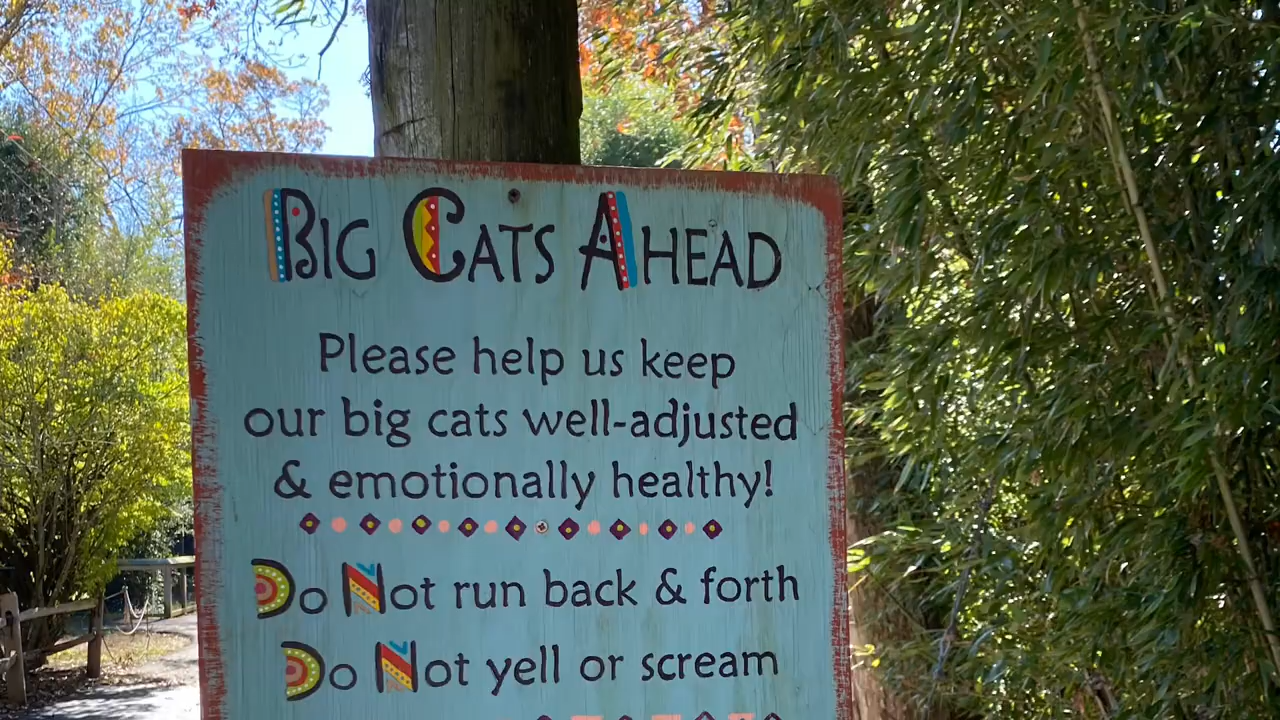 Big Cats Ahead
Please help us keep
our big cats well-adjusted
& emotionally healthy!
Do Not run back & forth
Do Not yell or scream